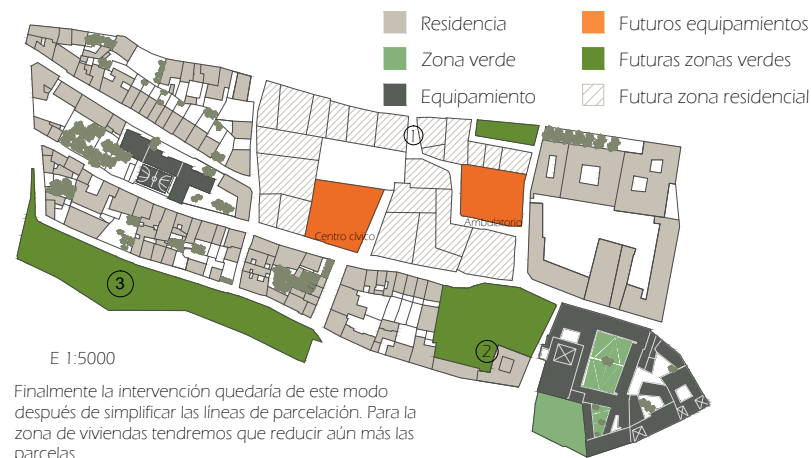 Residencia
Futuros equipamientos
Zona verde
Futuras zonas verdes
Equipamiento
Futura zona residencial
1
Ambulatorio
Centro cívico
3
2
E 1:5000
Finalmente la intervención quedaría de este modo
después de simplificar las líneas de parcelación. Para la
zona de viviendas tendremos que reducir aún más las
parcelas